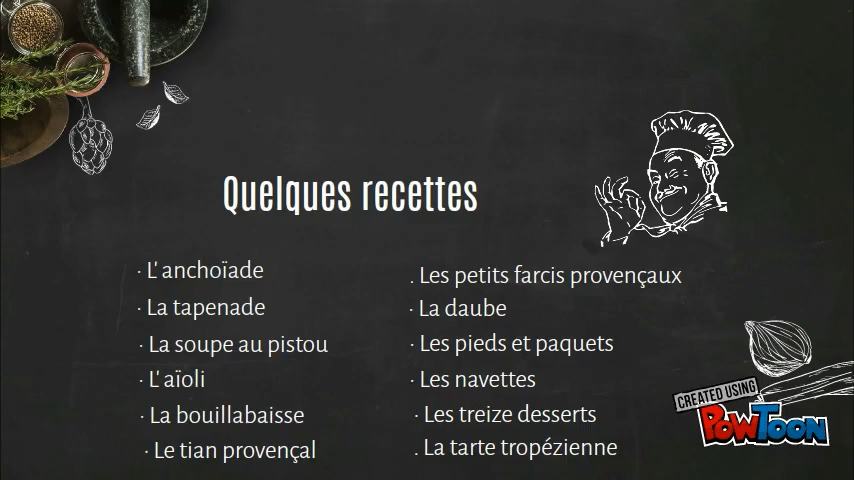 Quelques recettes
· L' anchoïade
· La tapenade
· La soupe au pistou
· L' aïoli
· La bouillabaisse
· Le tian provençal
. Les petits farcis provençaux
· La daube
· Les pieds et paquets
· Les navettes
· Les treize desserts
. La tarte tropézienne
CREATED USING
POWTOON